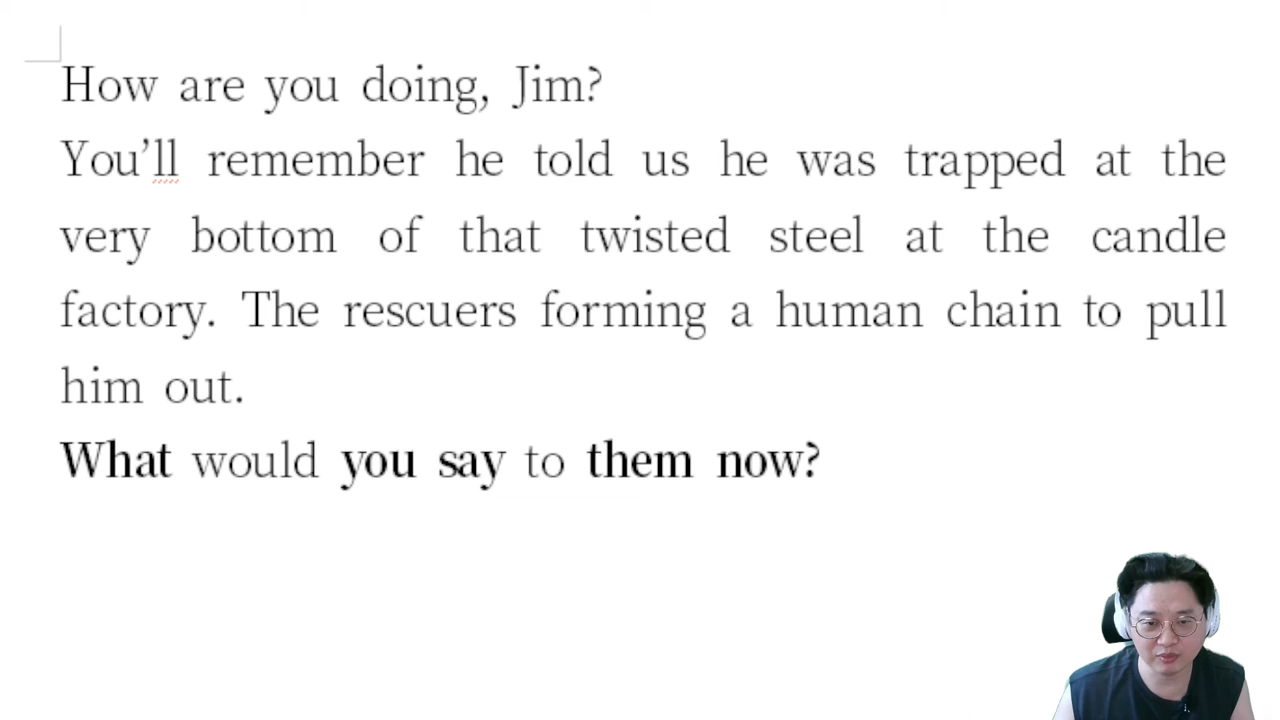 How are you doing, Jim?
You’ll remember he told us he was trapped at the
very bottom of that twisted steel at the candle
factory. The rescuers forming a human chain to pull
him out.
What would you say to them now?